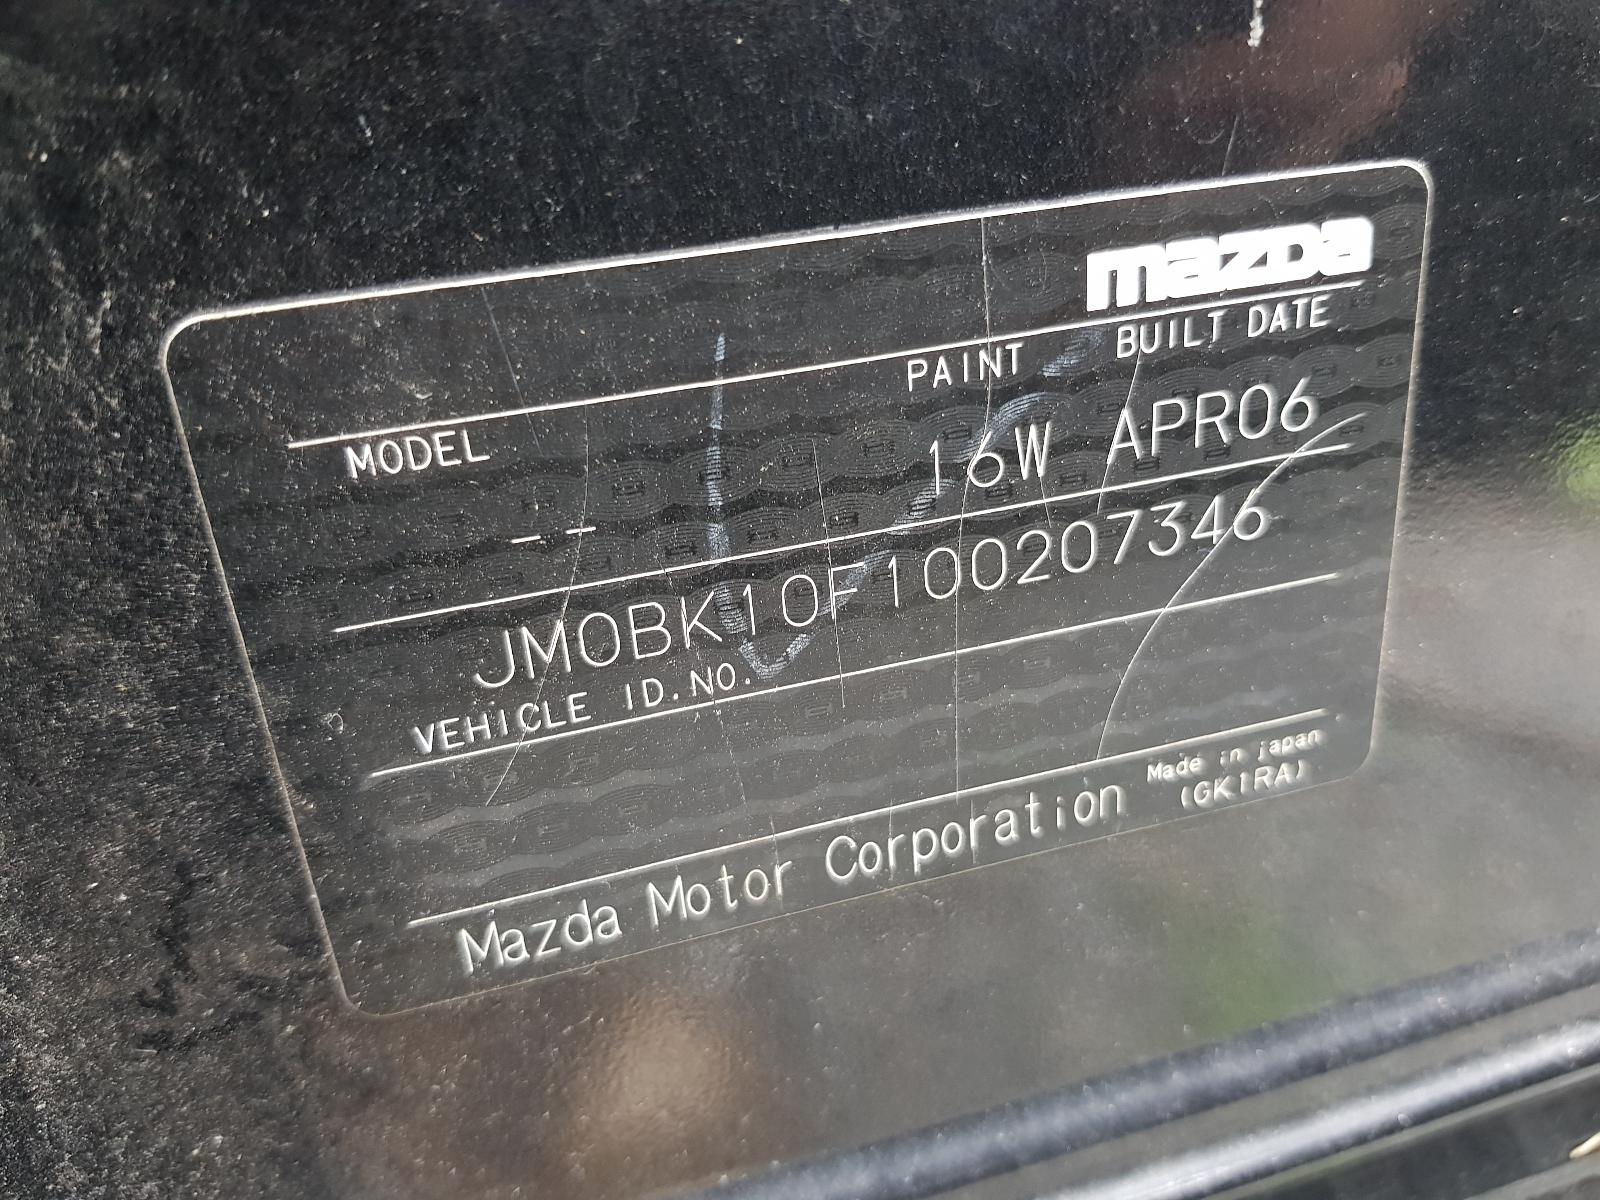 mazda
MODEL PAINT BUILT DATE
-- 16W APR06
JM0BK10F100207346
VEHICLE ID.NO.
Mazda Motor Corporation Made in japan
(GK1RA)